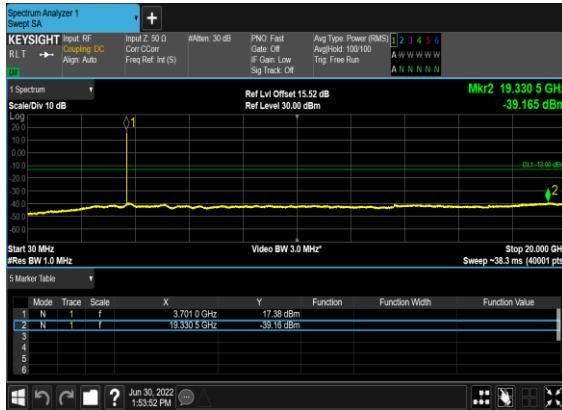 Spectrum Analyzer 1
Swept SA
+
KEYSIGHT
RLT
LXI
Input: RF
Coupling: DC
Align: Auto
Input Z: 50 Ω
Corr CCorr
Freq Ref: Int (S)
#Atten: 30 dB
PNO: Fast
Gate: Off
IF Gain: Low
Sig Track: Off
Avg Type: Power (RMS)
Avg|Hold: 100/100
Trig: Free Run
1 2 3 4 5 6
A W W W W W
A N N N N N
1 Spectrum
Scale/Div 10 dB
Log
Ref Lvl Offset 15.52 dB
Ref Level 30.00 dBm
Mkr2 19.330 5 GHz
-39.165 dBm
20.0
10.0
0.00
-10.0
-20.0
-30.0
-40.0
-50.0
-60.0
1
DL1 -13.00 dBm
2
Start 30 MHz
#Res BW 1.0 MHz
Video BW 3.0 MHz*
Stop 20.000 GHz
Sweep ~38.3 ms (40001 pts)
5 Marker Table
Mode Trace Scale X Y Function Function Width Function Value
1 N 1 f 3.701 0 GHz 17.38 dBm
2 N 1 f 19.330 5 GHz -39.16 dBm
3
4
5
6
?
Jun 30, 2022
1:53:52 PM